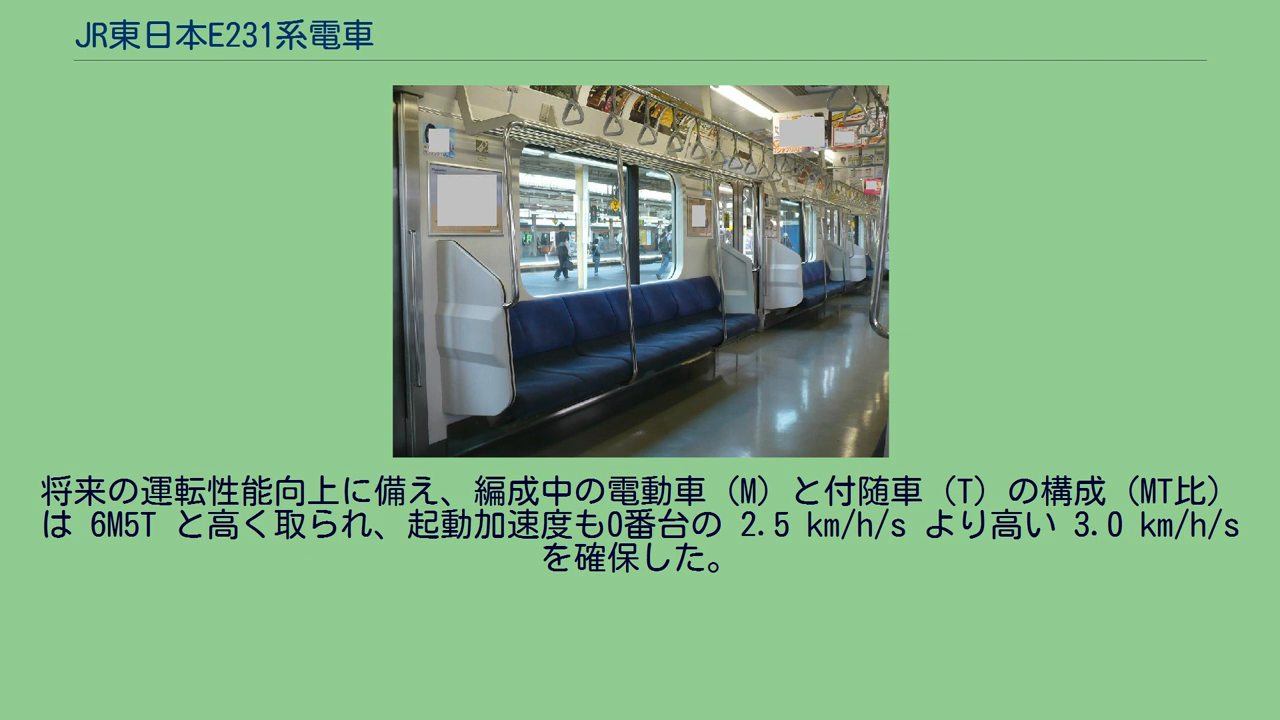 JR東日本E231系電車
将来の運転性能向上に備え、編成中の電動車（M）と付随車（T）の構成（MT比）
は 6M5T と高く取られ、起動加速度も0番台の 2.5 km/h/s より高い 3.0 km/h/s
を確保した。